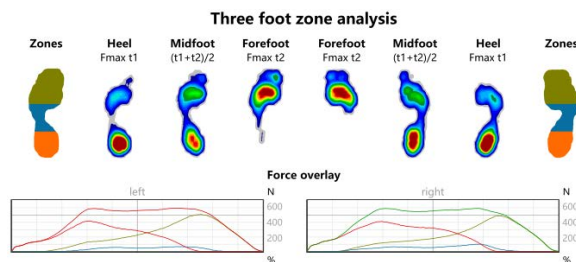 Three foot zone analysis
Zones Heel Midfoot Forefoot Forefoot Midfoot Heel Zones
Fmax t1 (t1+t2)/2 Fmax t2 Fmax t2 (t1+t2)/2 Fmax t1
Force overlay
left N right N
600 600
400 400
200 200
% %